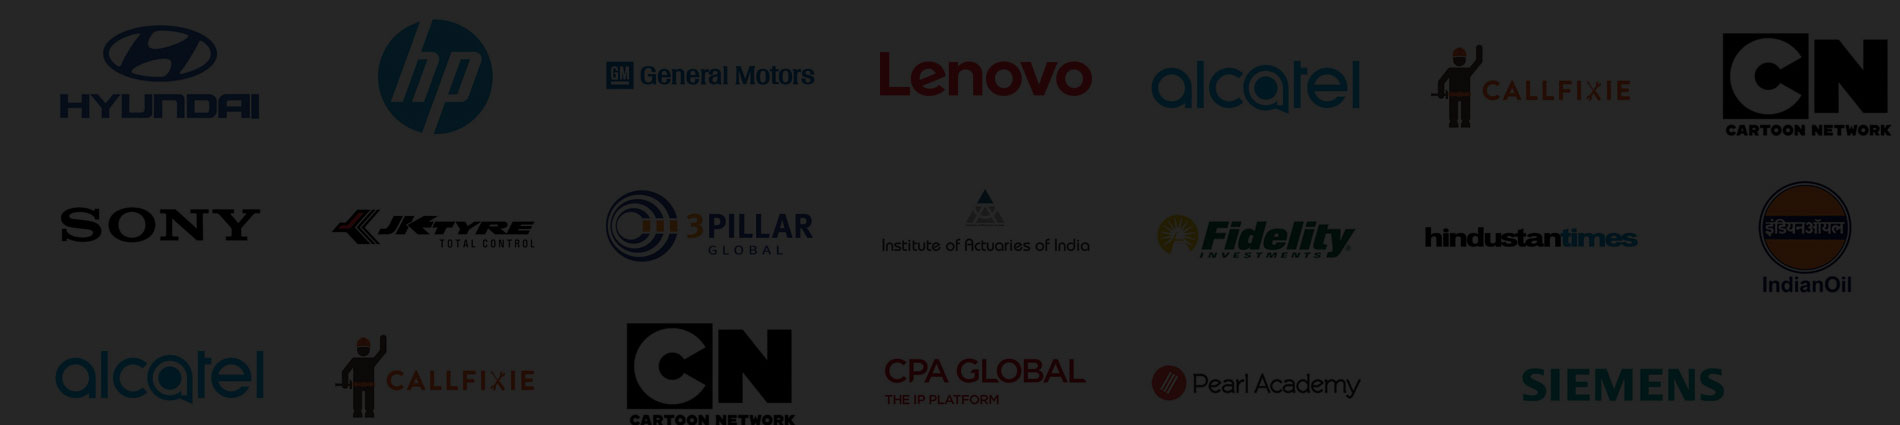 HYUNDAI
hp
GM General Motors
Lenovo
alcatel
CALLFIXIE
CN
CARTOON NETWORK
SONY
JKTYRE
TOTAL CONTROL
3PILLAR
GLOBAL
Institute of Actuaries of India
Fidelity
INVESTMENTS
hindustantimes
इंडियनऑयल
IndianOil
alcatel
CALLFIXIE
CN
CARTOON NETWORK
CPA GLOBAL
THE IP PLATFORM
Pearl Academy
SIEMENS